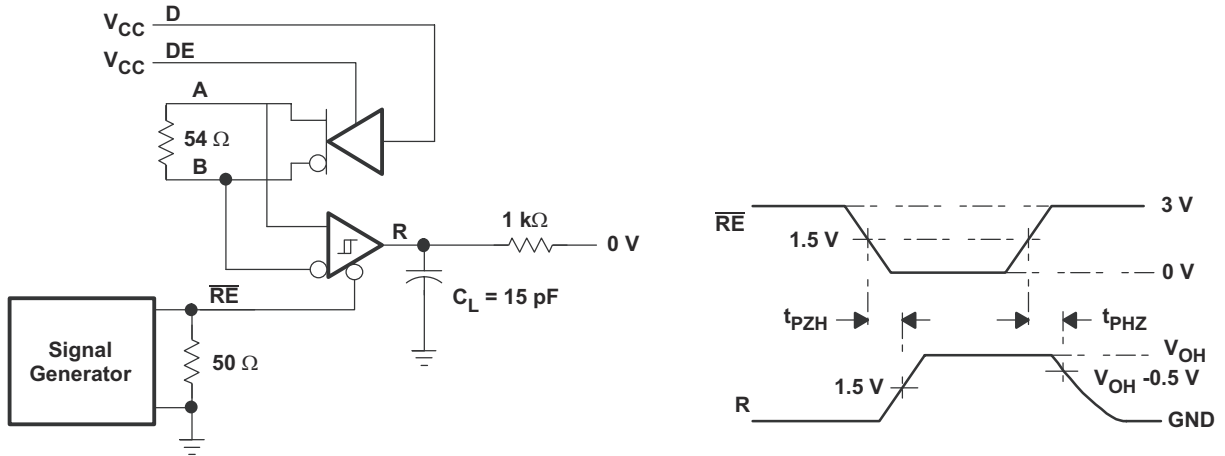 VCC D
VCC DE
A
54 Ω
B
R
1 kΩ
0 V
CL = 15 pF
RE
Signal
Generator
50 Ω
RE
3 V
1.5 V
0 V
tPZH
tPHZ
VOH
VOH -0.5 V
1.5 V
R
GND